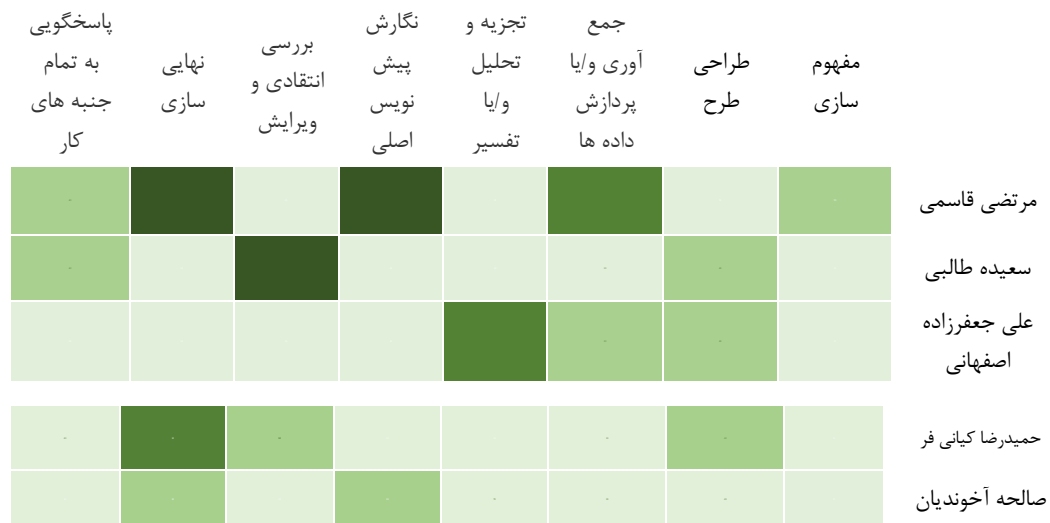 مفهوم
سازی
طراحی
طرح
جمع
آوری و/یا
پردازش
داده ها
تجزیه و
تحلیل
و/یا
تفسیر
نگارش
پیش
نویس
اصلی
بررسی
انتقادی و
ویرایش
نهایی
سازی
پاسخگویی
به تمام
جنبه های
کار
مرتضی قاسمی
سعیده طالبی
علی جعفرزاده
اصفهانی
حمیدرضا کیانی فر
صالحه آخوندیان